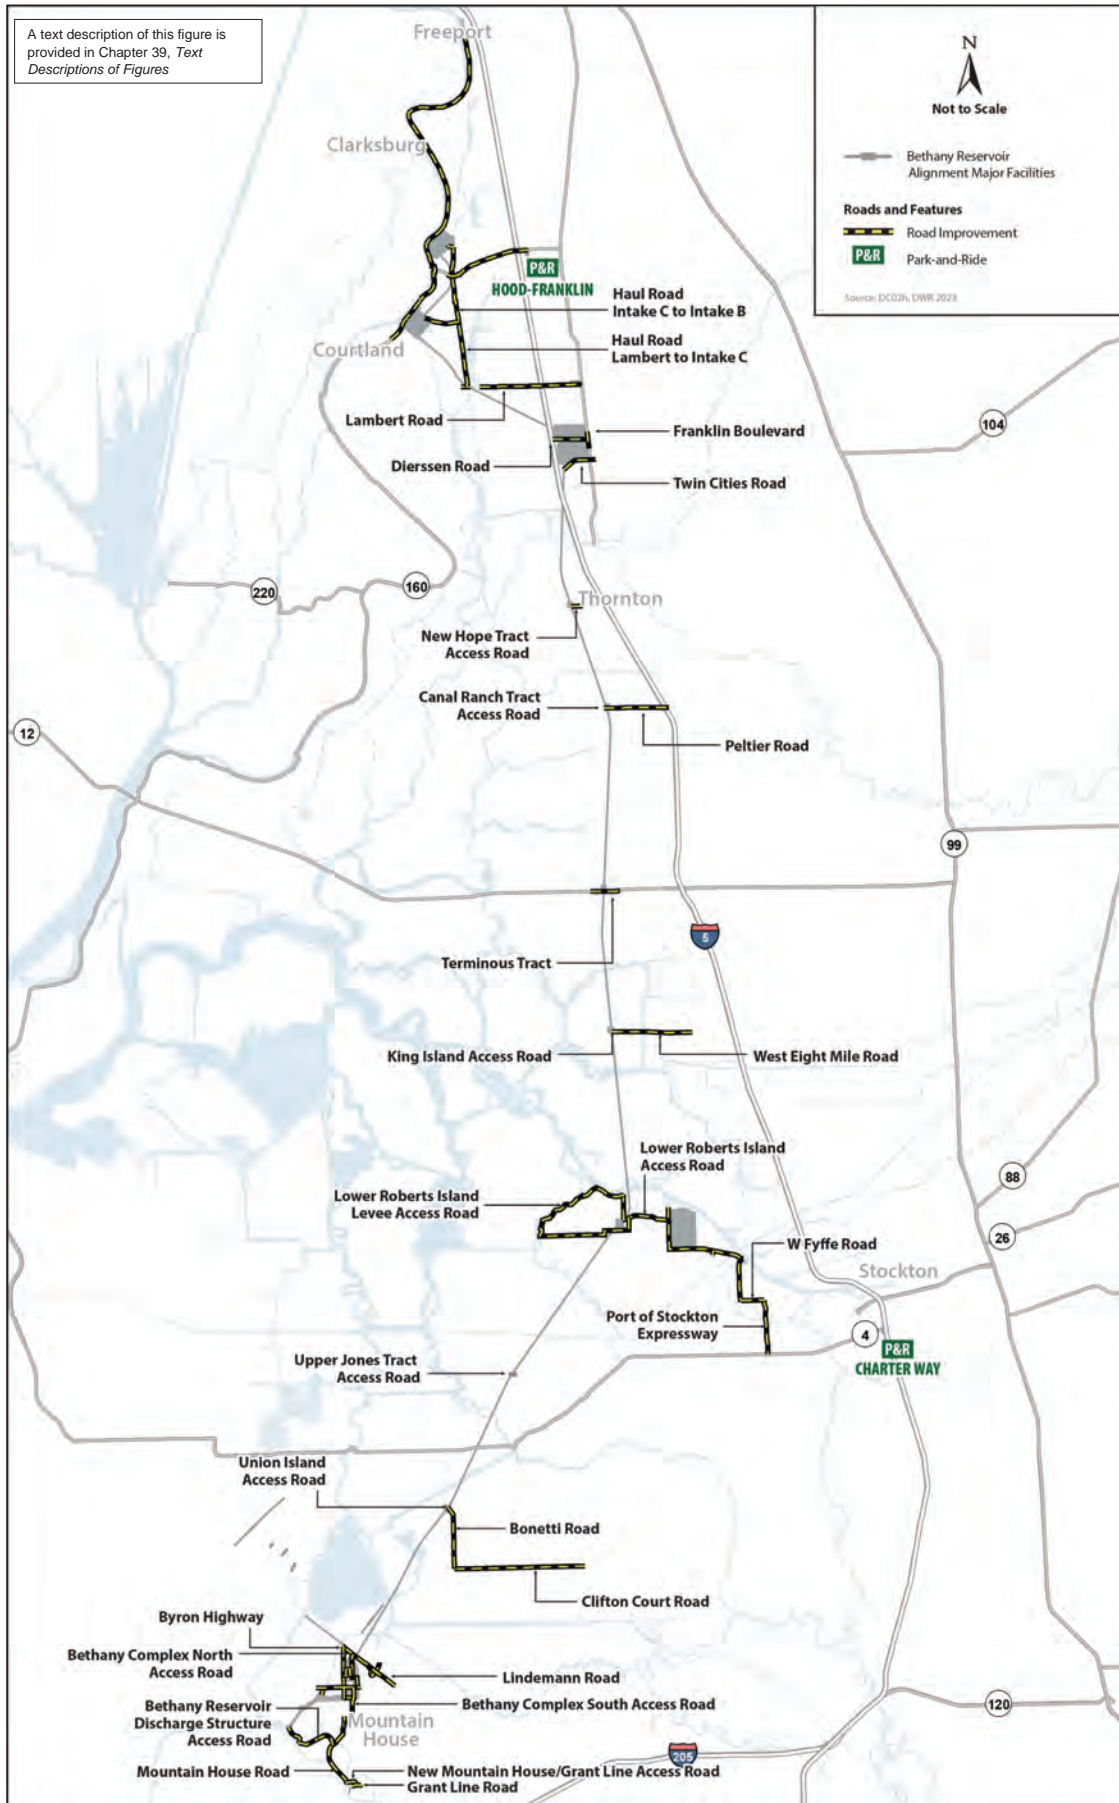 A text description of this figure is
provided in Chapter 39, Text
Descriptions of Figures
Freeport
N
Not to Scale
Bethany Reservoir
Alignment Major Facilities
Roads and Features
Road Improvement
P&R
Park-and-Ride
Source: DCO2h, DWR 2023
Clarksburg
P&R
HOOD-FRANKLIN
Haul Road
Intake C to Intake B
Haul Road
Lambert to Intake C
Courtland
Lambert Road
104
Franklin Boulevard
Dierssen Road
Twin Cities Road
220
160
Thornton
New Hope Tract
Access Road
Canal Ranch Tract
Access Road
12
Peltier Road
99
5
Terminous Tract
King Island Access Road
West Eight Mile Road
Lower Roberts Island
Access Road
88
Lower Roberts Island
Levee Access Road
26
W Fyffe Road
Stockton
Port of Stockton
Expressway
4
P&R
CHARTER WAY
Upper Jones Tract
Access Road
Union Island
Access Road
Bonetti Road
Clifton Court Road
Byron Highway
Bethany Complex North
Access Road
Lindemann Road
Bethany Complex South Access Road
120
Bethany Reservoir
Discharge Structure
Access Road
Mountain
House
205
Mountain House Road
New Mountain House/Grant Line Access Road
Grant Line Road